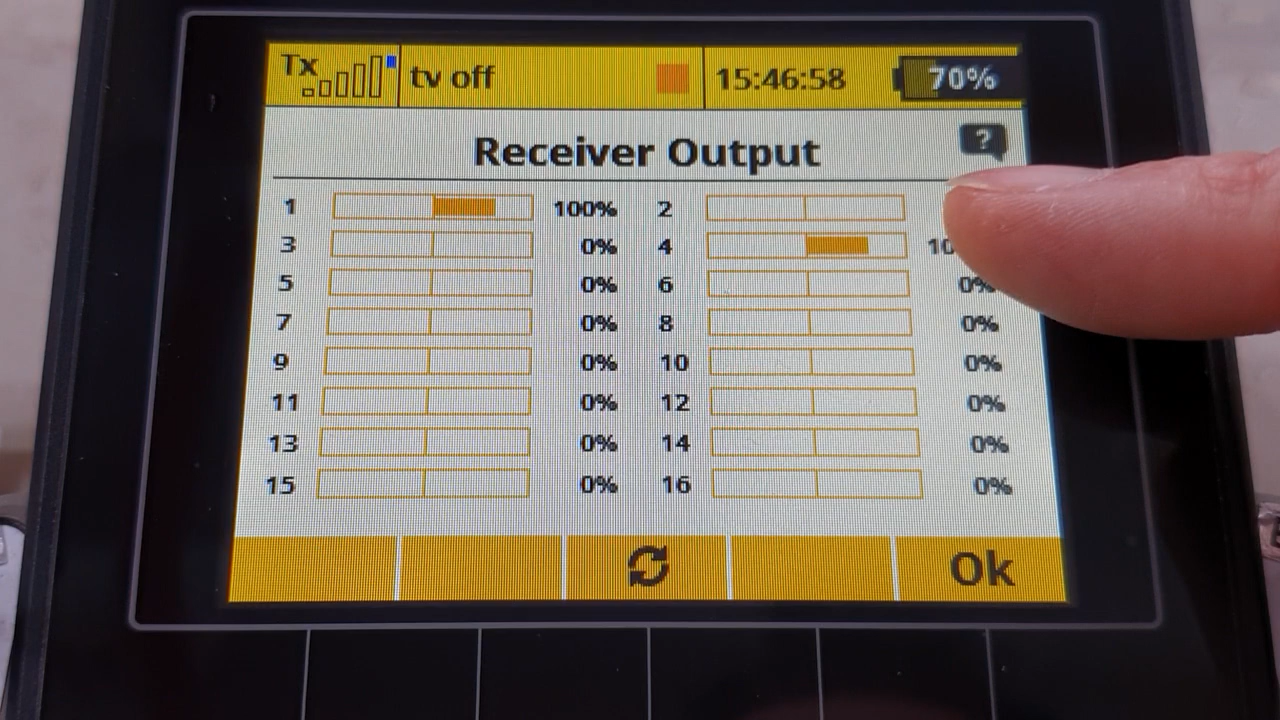 Tx tv off 15:46:58 70%
Receiver Output ?
1 100% 2
3 0% 4 10
5 0% 6 0%
7 0% 8 0%
9 0% 10 0%
11 0% 12 0%
13 0% 14 0%
15 0% 16 0%
Ok